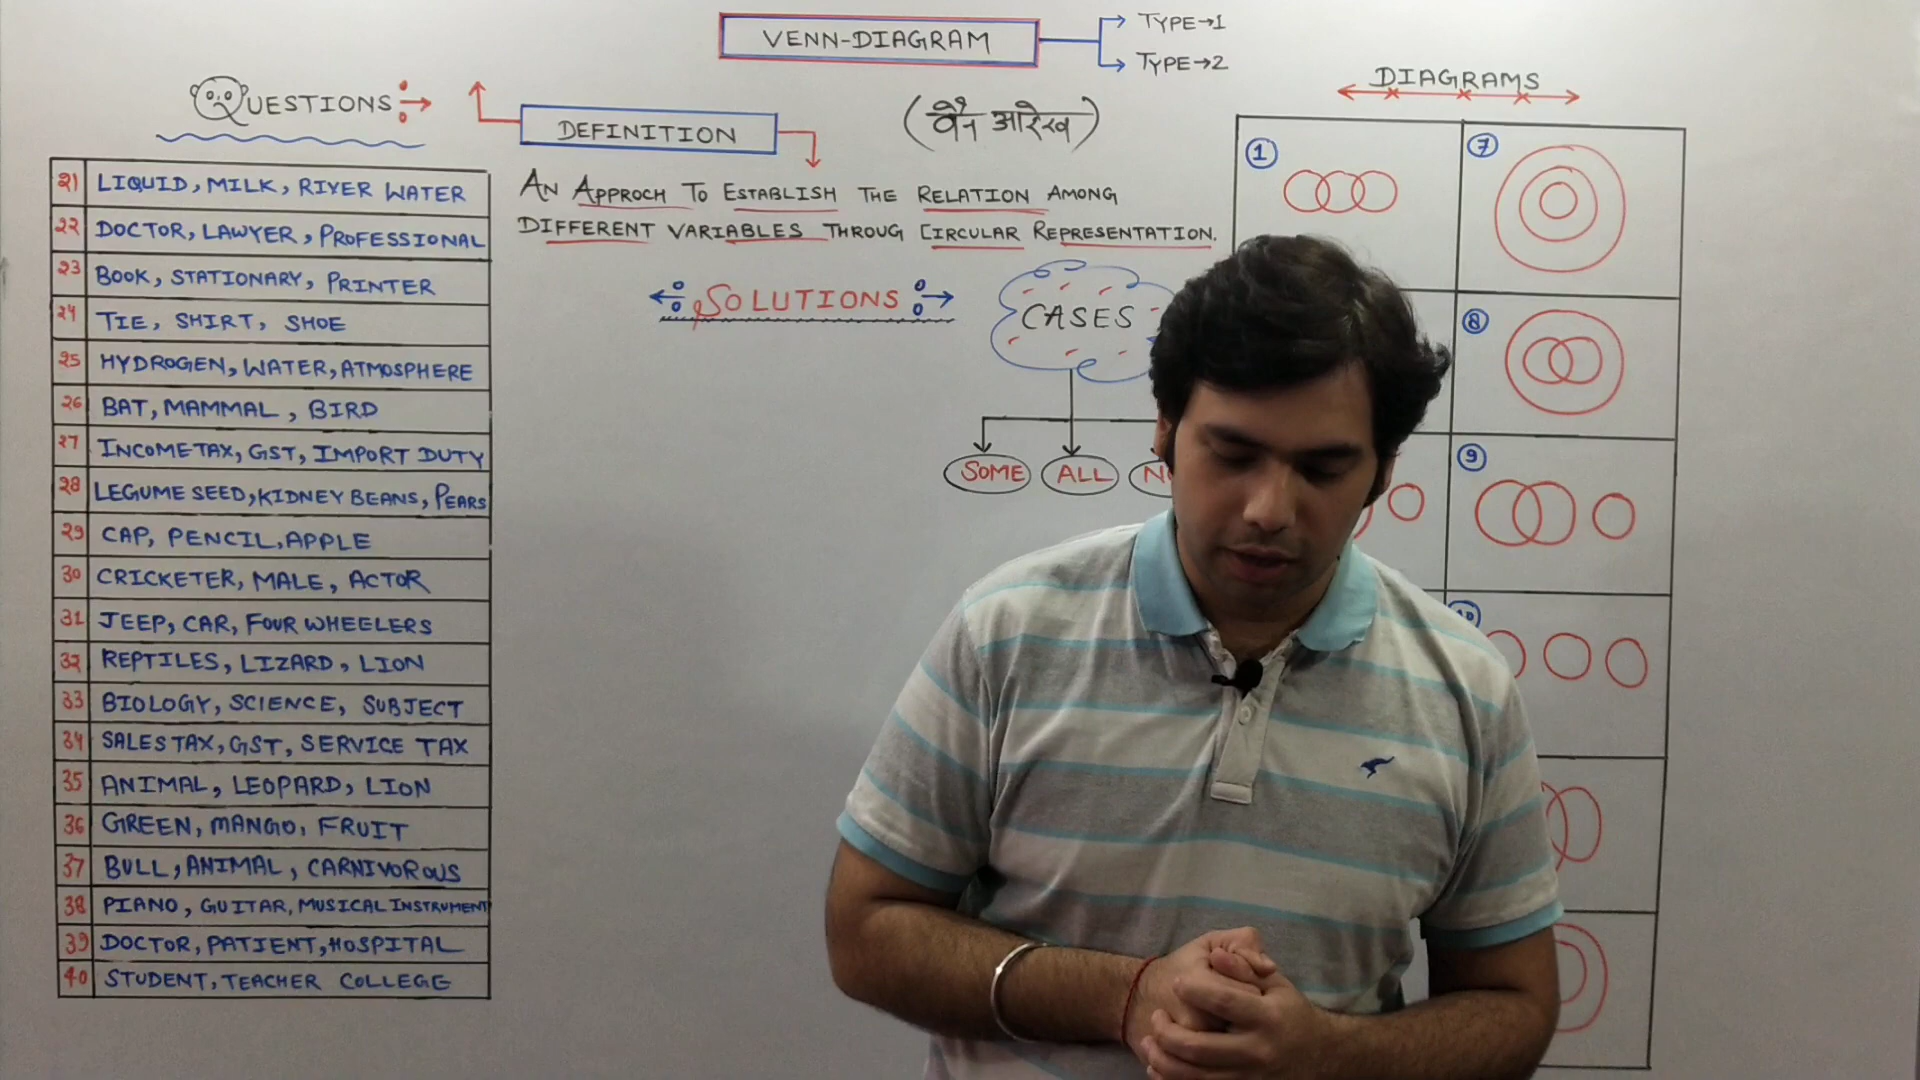 VENN-DIAGRAM
TYPE→1
TYPE→2
(वैन आरेख)
QUESTIONS
21 LIQUID, MILK, RIVER WATER
22 DOCTOR, LAWYER, PROFESSIONAL
23 BOOK, STATIONARY, PRINTER
24 TIE, SHIRT, SHOE
25 HYDROGEN, WATER, ATMOSPHERE
26 BAT, MAMMAL, BIRD
27 INCOME TAX, GST, IMPORT DUTY
28 LEGUME SEED, KIDNEY BEANS, PEARS
29 CAP, PENCIL, APPLE
30 CRICKETER, MALE, ACTOR
31 JEEP, CAR, FOUR WHEELERS
32 REPTILES, LIZARD, LION
33 BIOLOGY, SCIENCE, SUBJECT
34 SALES TAX, GST, SERVICE TAX
35 ANIMAL, LEOPARD, LION
36 GREEN, MANGO, FRUIT
37 BULL, ANIMAL, CARNIVOROUS
38 PIANO, GUITAR, MUSICAL INSTRUMENT
39 DOCTOR, PATIENT, HOSPITAL
40 STUDENT, TEACHER COLLEGE
DEFINITION
AN APPROCH TO ESTABLISH THE RELATION AMONG
DIFFERENT VARIABLES THROUG CIRCULAR REPRESENTATION.
SOLUTIONS
CASES
SOME
ALL
DIAGRAMS
1
7
8
9
10